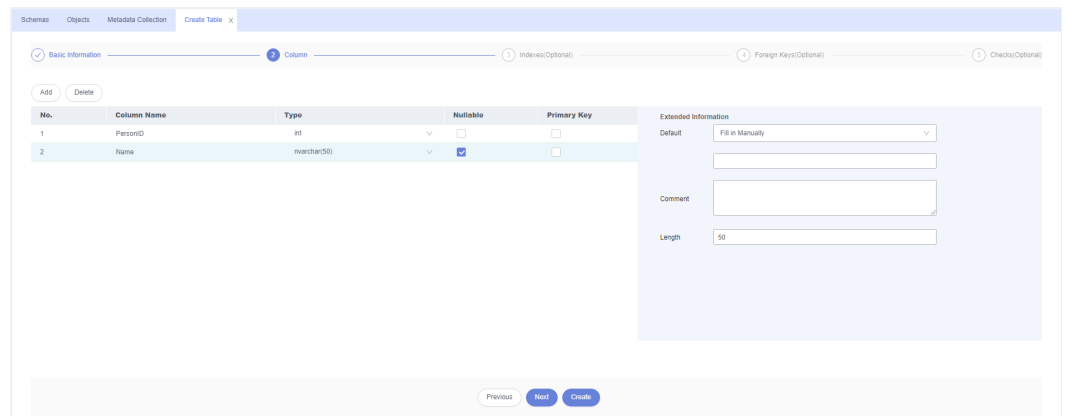 Schemas Objects Metadata Collection Create Table x
Basic Information 2 Column 3 Indexes(Optional) 4 Foreign Keys(Optional) 5 Checks(Optional)
Add Delete
No. Column Name Type Nullable Primary Key
1 PersonID int
2 Name nvarchar(50)
Extended Information
Default Fill in Manually
Comment
Length 50
Previous Next Create